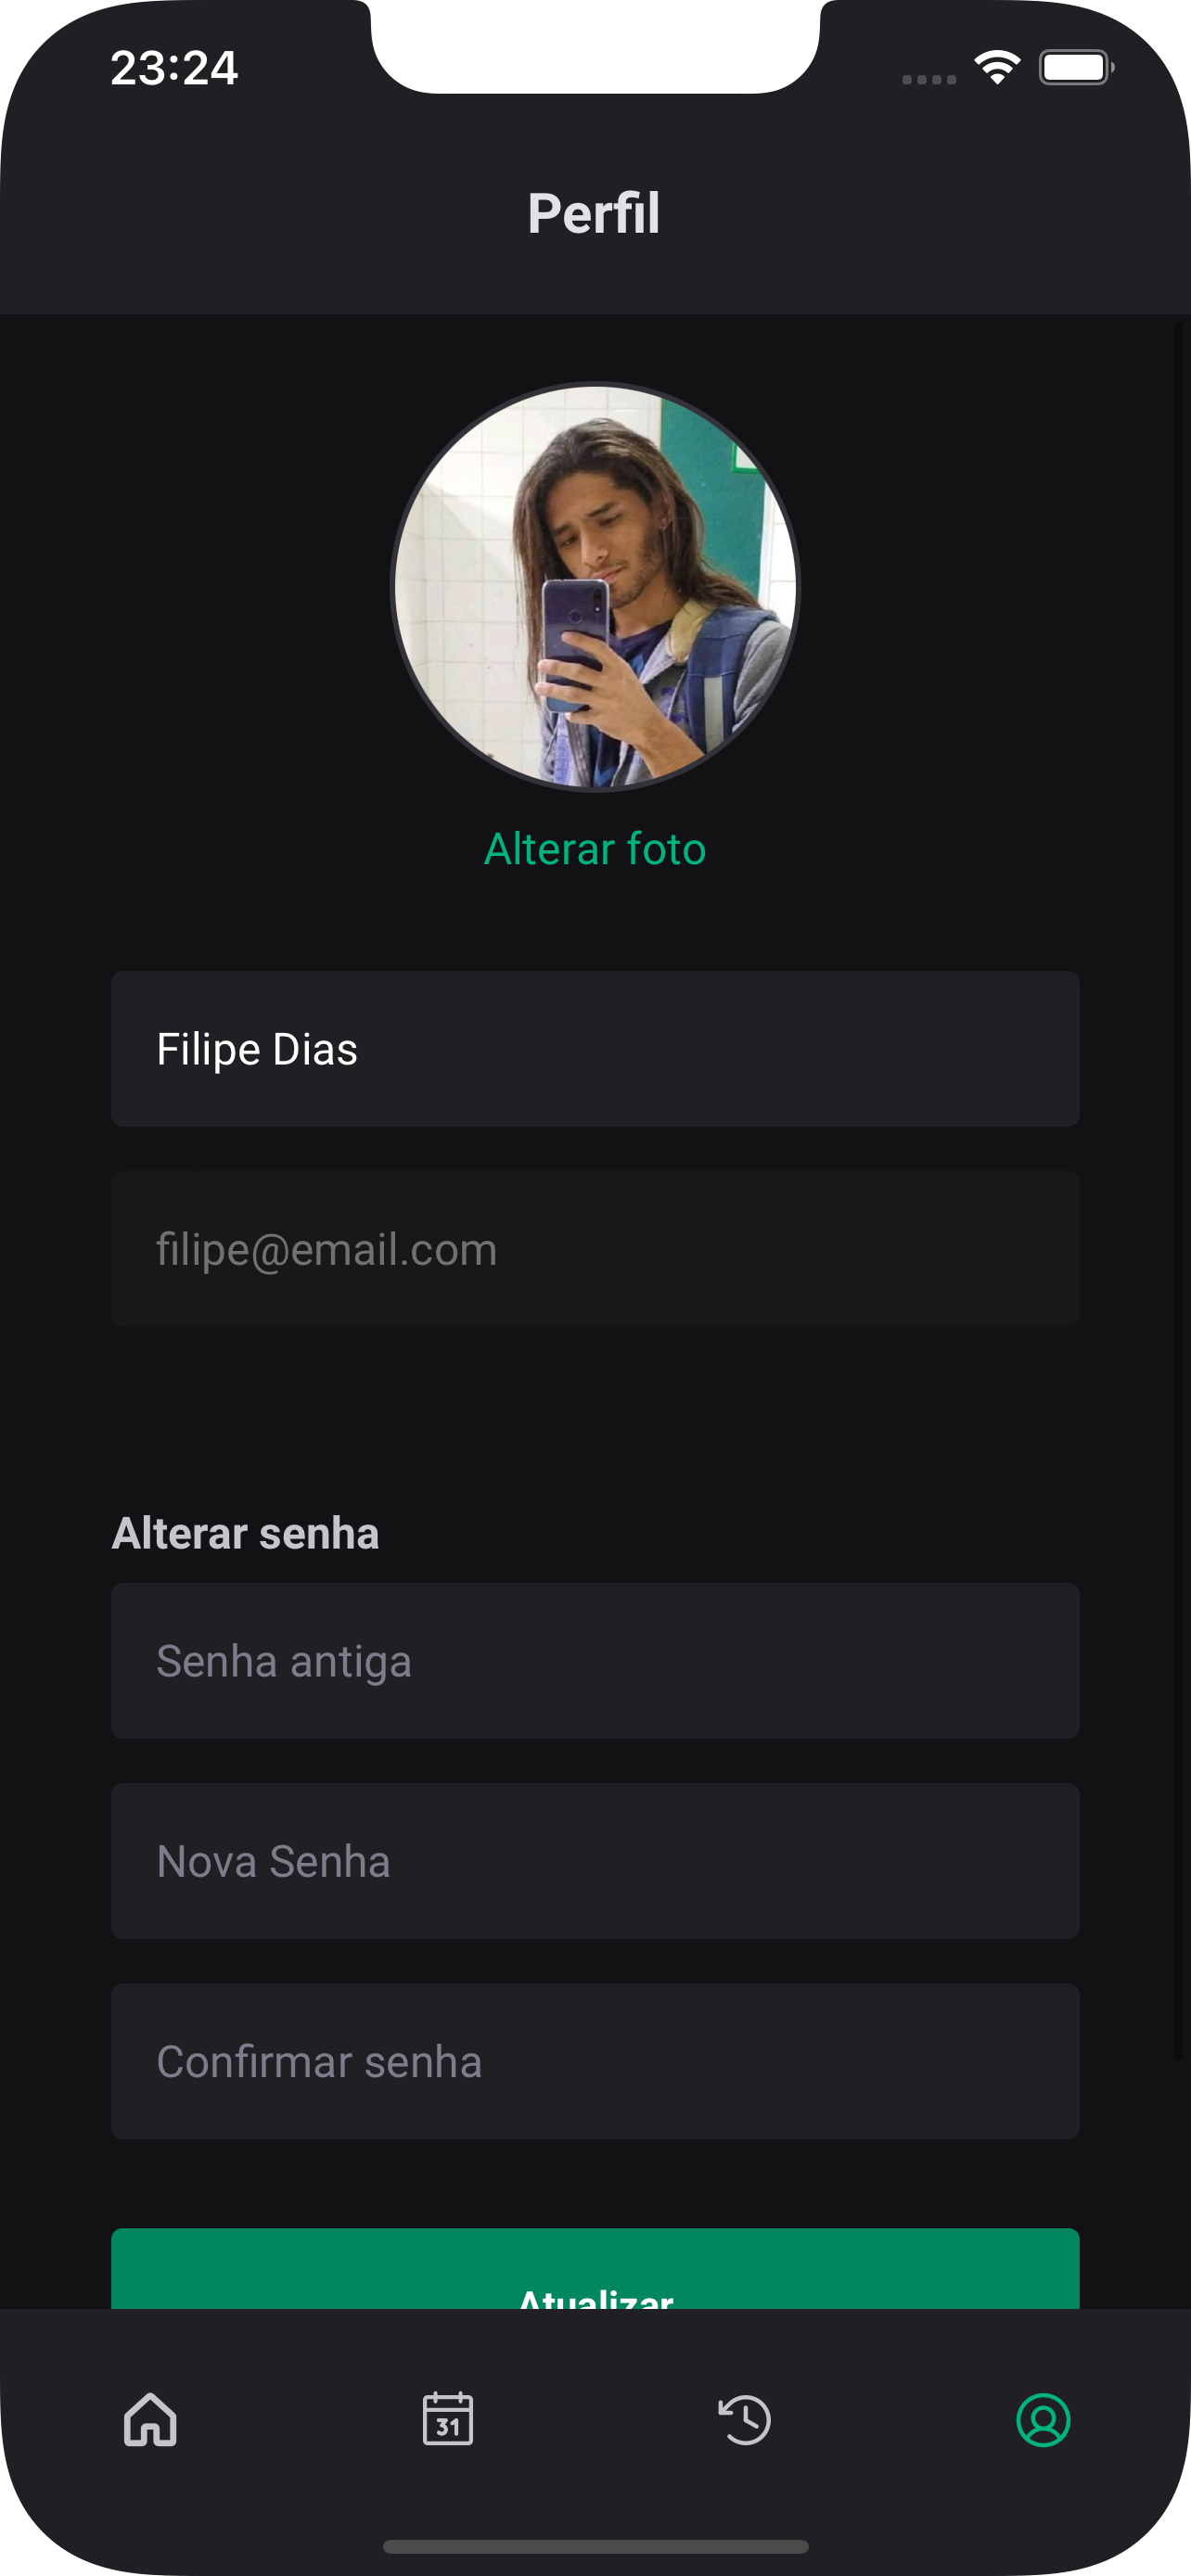 23:24
Perfil
Alterar foto
Filipe Dias
filipe@email.com
Alterar senha
Senha antiga
Nova Senha
Confirmar senha
Atualizar
31